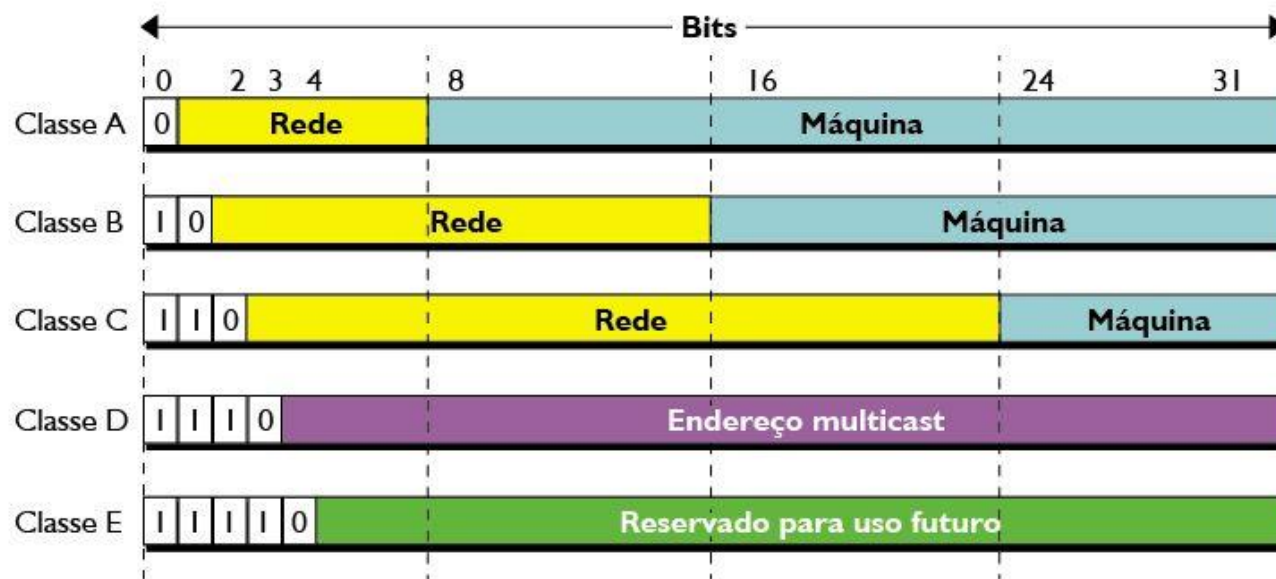 Bits
0 2 3 4 8 16 24 31
Classe A 0 Rede Máquina
Classe B 1 0 Rede Máquina
Classe C 1 1 0 Rede Máquina
Classe D 1 1 1 0 Endereço multicast
Classe E 1 1 1 1 0 Reservado para uso futuro